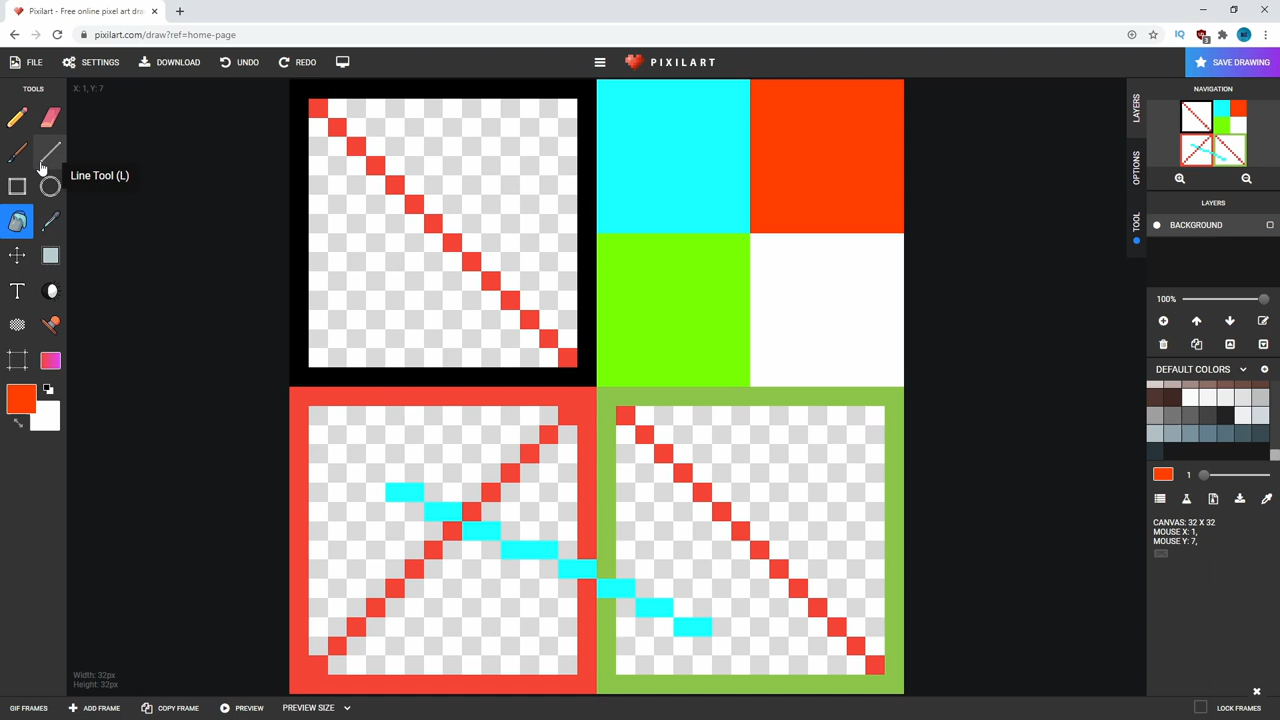 Pixilart - Free online pixel art dra
pixilart.com/draw?ref=home-page
IQ
3
FILE
SETTINGS
DOWNLOAD
UNDO
REDO
PIXILART
SAVE DRAWING
TOOLS
X: 1, Y: 7
Line Tool (L)
T
Width: 32px
Height: 32px
LAYERS
OPTIONS
TOOL
NAVIGATION
LAYERS
BACKGROUND
100%
DEFAULT COLORS
1
CANVAS: 32 X 32
MOUSE X: 1,
MOUSE Y: 7,
GIF FRAMES
ADD FRAME
COPY FRAME
PREVIEW
PREVIEW SIZE
LOCK FRAMES